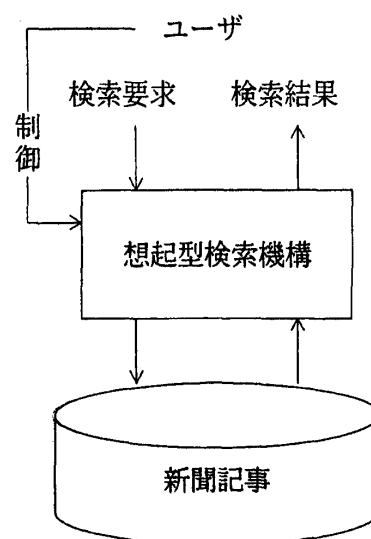 ユーザ
検索要求 検索結果
制御
想起型検索機構
新聞記事